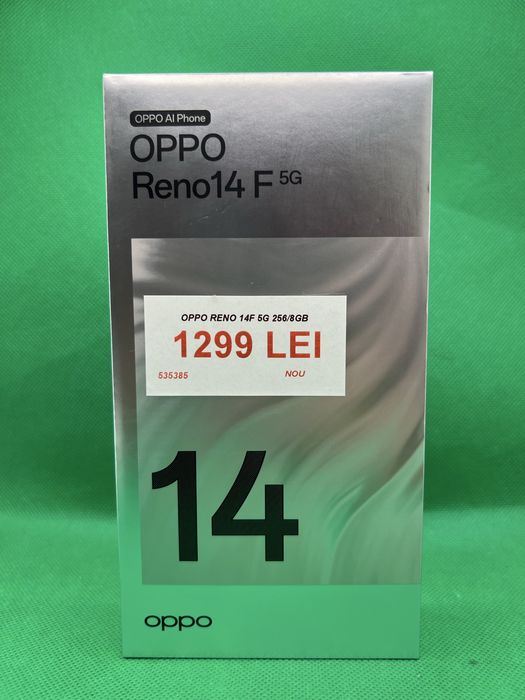 OPPO AI Phone
OPPO
Reno14 F 5G
OPPO RENO 14F 5G 256/8GB
1299 LEI
535385 NOU
14
oppo